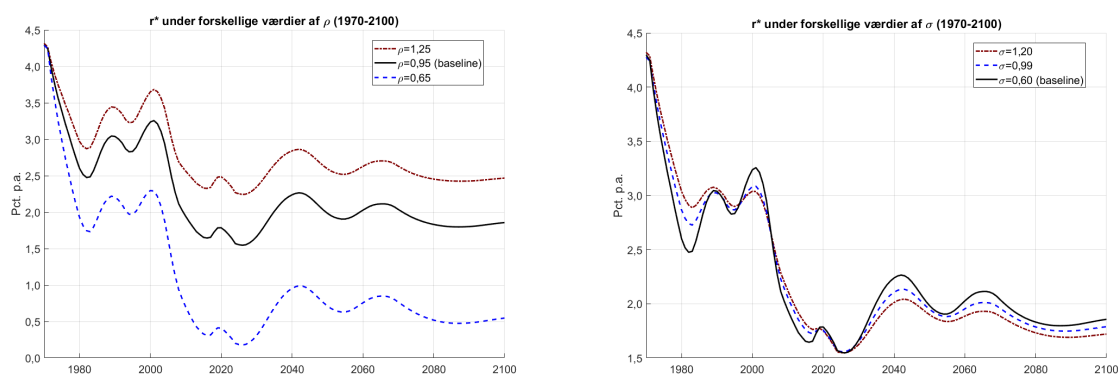 r* under forskellige værdier af ρ (1970-2100)
Pct. p.a.
4,5
4,0
3,5
3,0
2,5
2,0
1,5
1,0
0,5
0,0
ρ=1,25
ρ=0,95 (baseline)
ρ=0,65
1980 2000 2020 2040 2060 2080 2100
r* under forskellige værdier af σ (1970-2100)
Pct. p.a.
4,5
4,0
3,5
3,0
2,5
2,0
1,5
σ=1,20
σ=0,99
σ=0,60 (baseline)
1980 2000 2020 2040 2060 2080 2100